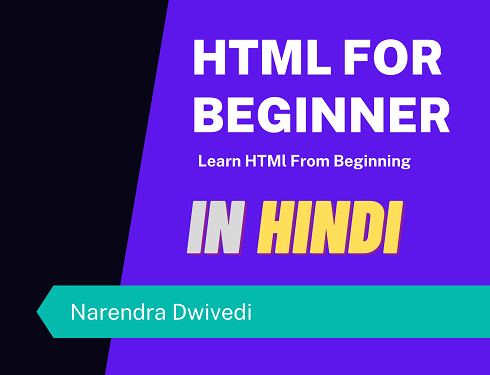 HTML FOR
BEGINNER
Learn HTMl From Beginning
IN HINDI
Narendra Dwivedi